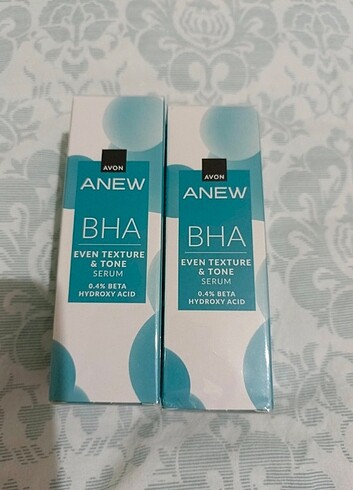 AVON
ANEW
BHA
EVEN TEXTURE
& TONE
SERUM
0.4% BETA
HYDROXY ACID
AVON
ANEW
BHA
EVEN TEXTURE
& TONE
SERUM
0.4% BETA
HYDROXY ACID